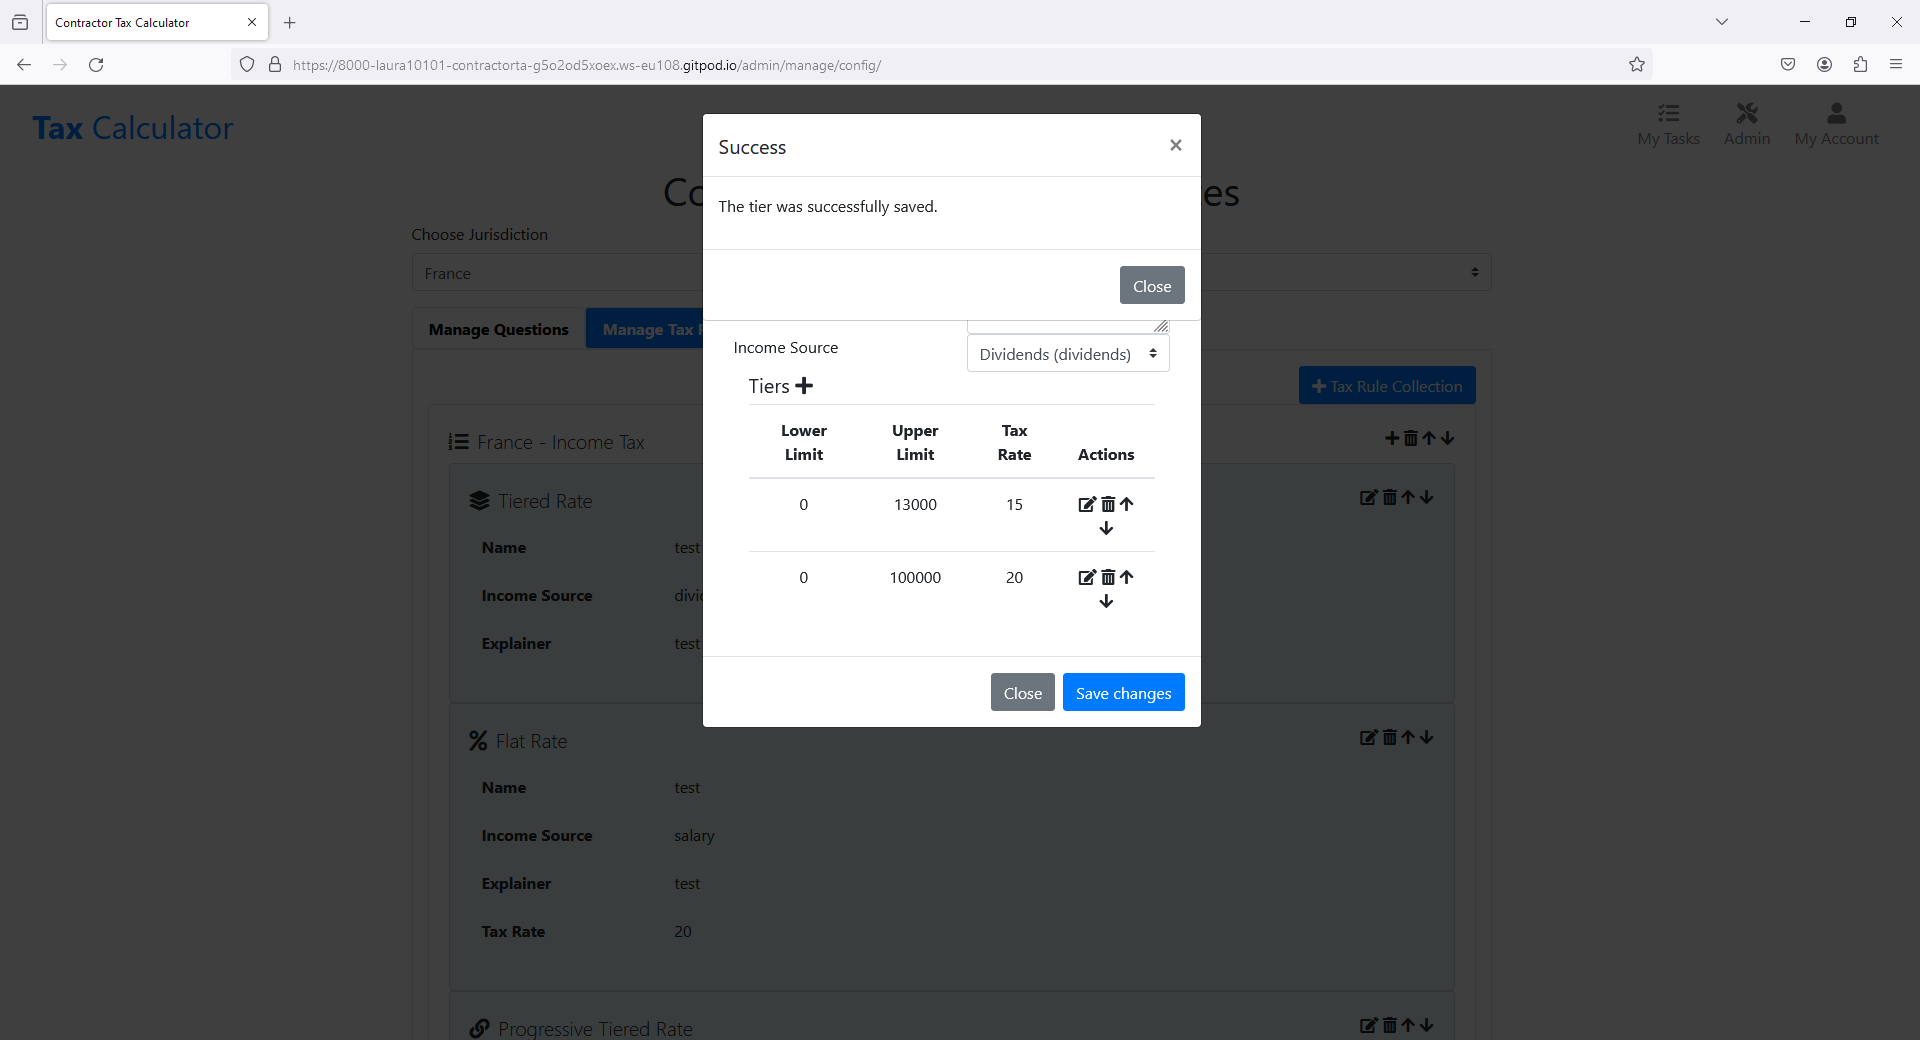 Contractor Tax Calculator
https://8000-laura10101-contractorta-g5o2od5xoex.ws-eu108.gitpod.io/admin/manage/config/
Tax Calculator
My Tasks
Admin
My Account
Success
×
The tier was successfully saved.
Close
Choose Jurisdiction
France
Manage Questions
Manage Tax
Income Source
Dividends (dividends)
Tiers
Tax Rule Collection
Lower Limit
Upper Limit
Tax Rate
Actions
0 13000 15
0 100000 20
Close
Save changes
France - Income Tax
Tiered Rate
Name test
Income Source
Explainer test
Flat Rate
Name test
Income Source salary
Explainer test
Tax Rate 20
Progressive Tiered Rate